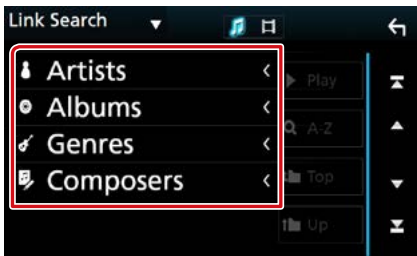 Link Search
Artists
Play
Albums
A-Z
Genres
Top
Composers
Up